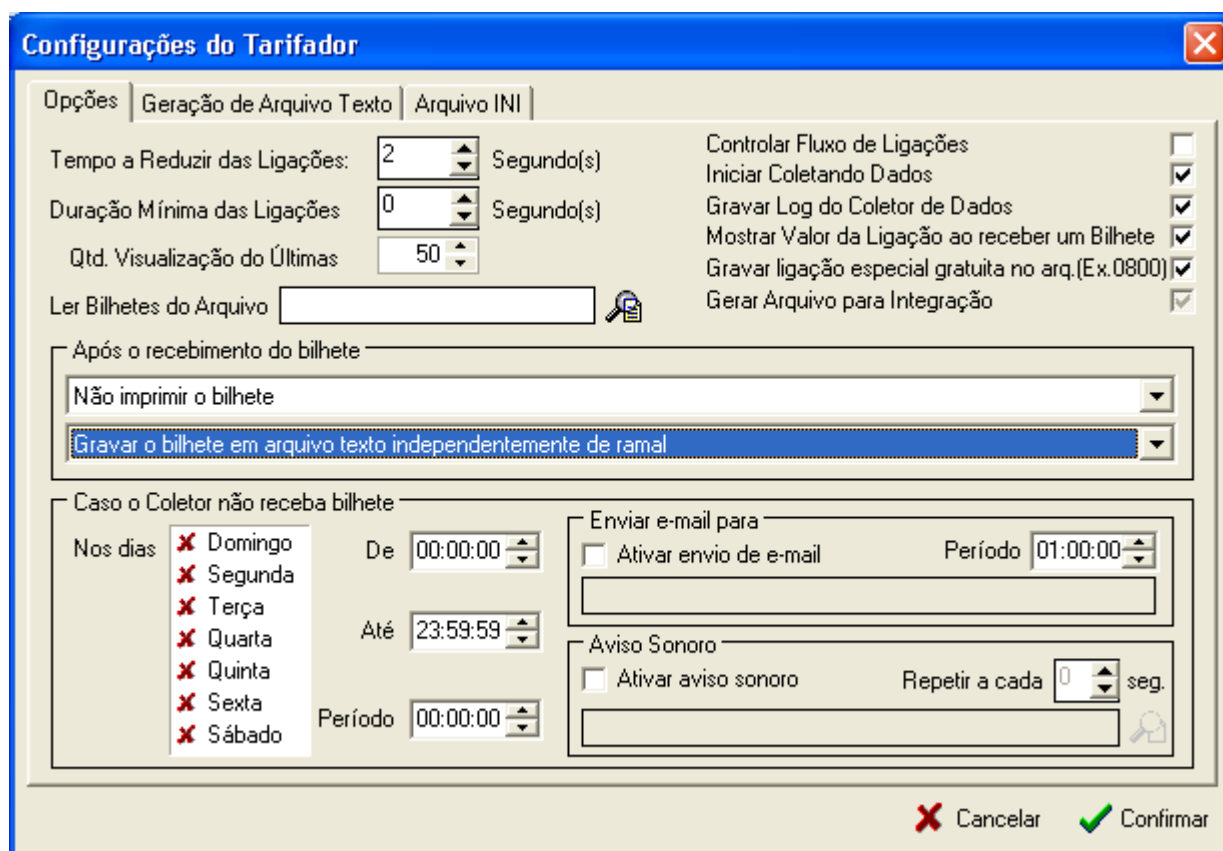 Configurações do Tarifador
Opções
Geração de Arquivo Texto
Arquivo INI
Tempo a Reduzir das Ligações: 2 Segundo(s)
Duração Mínima das Ligações 0 Segundo(s)
Qtd. Visualização do Últimas 50
Ler Bilhetes do Arquivo
Controlar Fluxo de Ligações
Iniciar Coletando Dados
Gravar Log do Coletor de Dados
Mostrar Valor da Ligação ao receber um Bilhete
Gravar ligação especial gratuita no arq.(Ex.0800)
Gerar Arquivo para Integração
Após o recebimento do bilhete
Não imprimir o bilhete
Gravar o bilhete em arquivo texto independentemente de ramal
Caso o Coletor não receba bilhete
Nos dias
Domingo
Segunda
Terça
Quarta
Quinta
Sexta
Sábado
De 00:00:00
Até 23:59:59
Período 00:00:00
Enviar e-mail para
Ativar envio de e-mail
Período 01:00:00
Aviso Sonoro
Ativar aviso sonoro
Repetir a cada 0 seg.
Cancelar
Confirmar